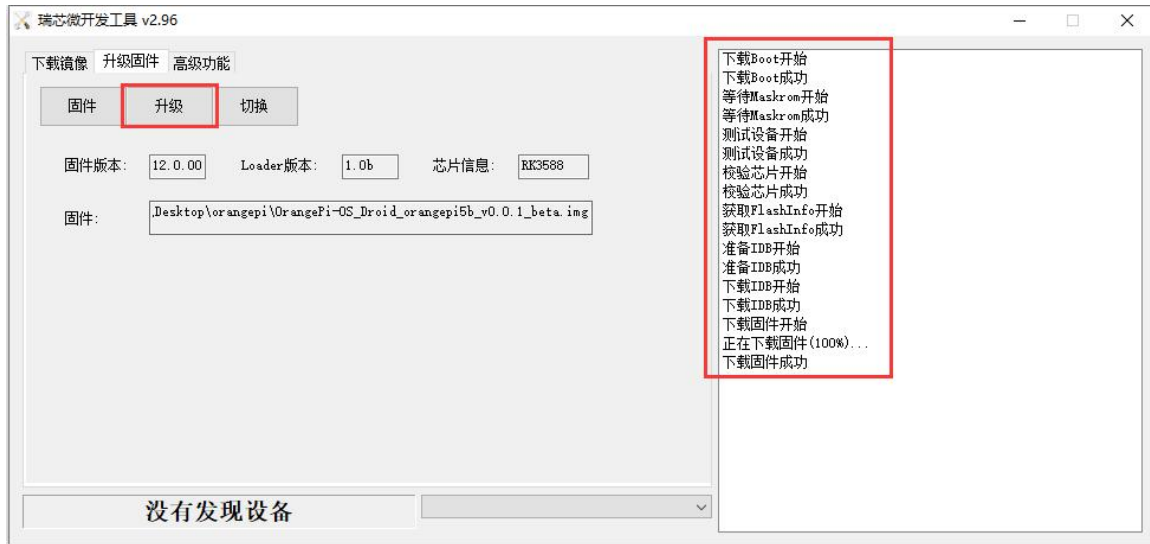 瑞芯微开发工具 v2.96
下载镜像 升级固件 高级功能
固件 升级 切换
固件版本: 12.0.00 Loader版本: 1.0b 芯片信息: RK3588
固件: .Desktop\orangepi\OrangePi-OS_Droid_orangepi5b_v0.0.1_beta.img
没有发现设备
下载Boot开始
下载Boot成功
等待Maskrom开始
等待Maskrom成功
测试设备开始
测试设备成功
校验芯片开始
校验芯片成功
获取FlashInfo开始
获取FlashInfo成功
准备IDB开始
准备IDB成功
下载IDB开始
下载IDB成功
下载固件开始
正在下载固件(100%)...
下载固件成功